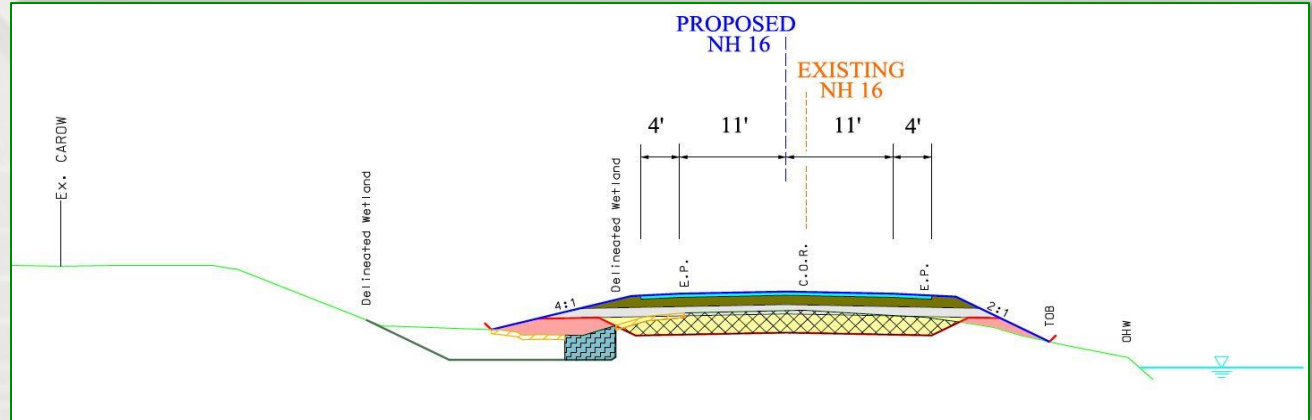 PROPOSED
NH 16
EXISTING
NH 16
4'
11'
11'
4'
Ex. CAROW
Delineated Wetland
Delineated Wetland
E.P.
C.O.R.
E.P.
4:1
2:1
TOB
OHW